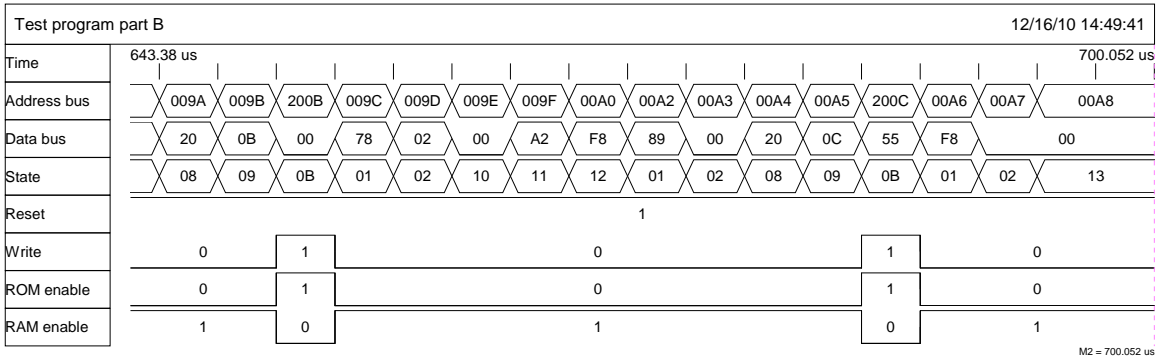 Test program part B 12/16/10 14:49:41
Time 643.38 us 700.052 us
Address bus 009A 009B 200B 009C 009D 009E 009F 00A0 00A2 00A3 00A4 00A5 200C 00A6 00A7 00A8
Data bus 20 0B 00 78 02 00 A2 F8 89 00 20 0C 55 F8 00
State 08 09 0B 01 02 10 11 12 01 02 08 09 0B 01 02 13
Reset 1
Write 0 1 0 1 0
ROM enable 0 1 0 1 0
RAM enable 1 0 1 0 1
M2 = 700.052 us